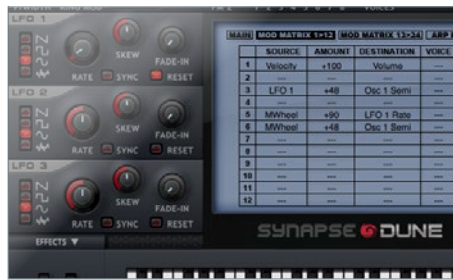 LFO 1
SKEW
FADE-IN
RATE SYNC RESET
LFO 2
SKEW
FADE-IN
RATE SYNC RESET
LFO 3
SKEW
FADE-IN
RATE SYNC RESET
EFFECTS ▼
VOICES
MAIN MOD MATRIX 1>12 MOD MATRIX 13>24 ARP
SOURCE AMOUNT DESTINATION VOICE
1 Velocity +100 Volume ---
2 --- --- --- ---
3 LFO 1 +48 Osc 1 Semi ---
4 --- --- --- ---
5 MWheel +90 LFO 1 Rate ---
6 MWheel +48 Osc 1 Semi ---
7 --- --- --- ---
8 --- --- --- ---
9 --- --- --- ---
10 --- --- --- ---
11 --- --- --- ---
12 --- --- --- ---
SYNAPSE DUNE